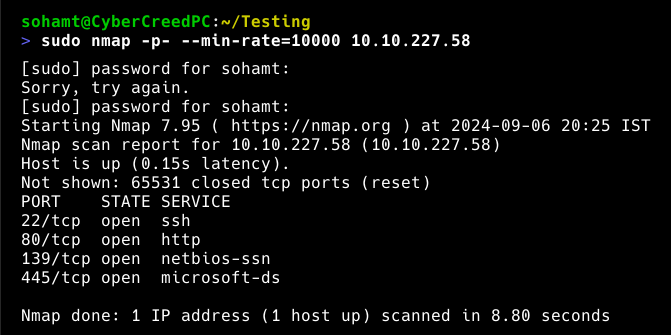 sohamt@CyberCreedPC:~/Testing
> sudo nmap -p- --min-rate=10000 10.10.227.58
[sudo] password for sohamt:
Sorry, try again.
[sudo] password for sohamt:
Starting Nmap 7.95 ( https://nmap.org ) at 2024-09-06 20:25 IST
Nmap scan report for 10.10.227.58 (10.10.227.58)
Host is up (0.15s latency).
Not shown: 65531 closed tcp ports (reset)
PORT    STATE SERVICE
22/tcp  open  ssh
80/tcp  open  http
139/tcp open  netbios-ssn
445/tcp open  microsoft-ds
Nmap done: 1 IP address (1 host up) scanned in 8.80 seconds